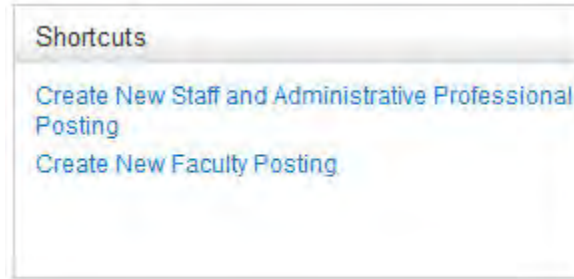 Shortcuts
Create New Staff and Administrative Professional
Posting
Create New Faculty Posting